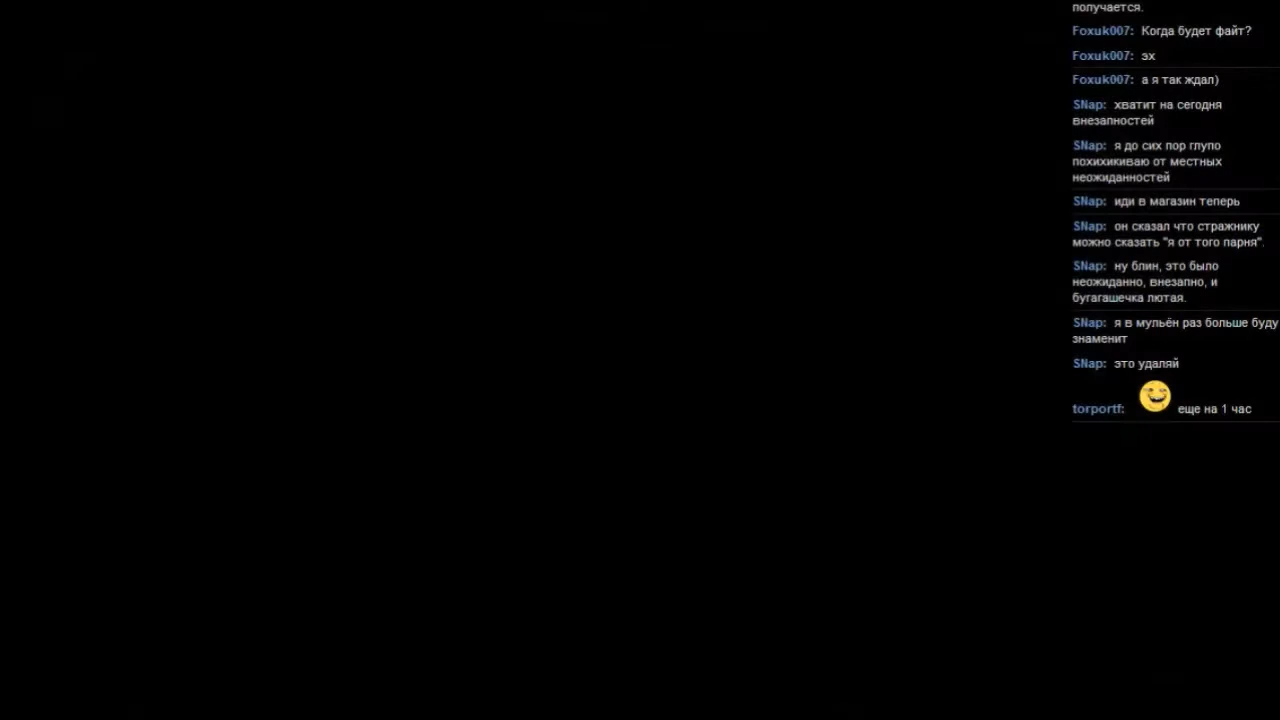 получается.
Foxuk007: Когда будет файт?
Foxuk007: эх
Foxuk007: а я так ждал)
SNap: хватит на сегодня
внезапностей
SNap: я до сих пор глупо
похихикиваю от местных
неожиданностей
SNap: иди в магазин теперь
SNap: он сказал что стражнику
можно сказать "я от того парня".
SNap: ну блин, это было
неожиданно, внезапно, и
бугагашечка лютая.
SNap: я в мульён раз больше буду
знаменит
SNap: это удаляй
torportf: еще на 1 час